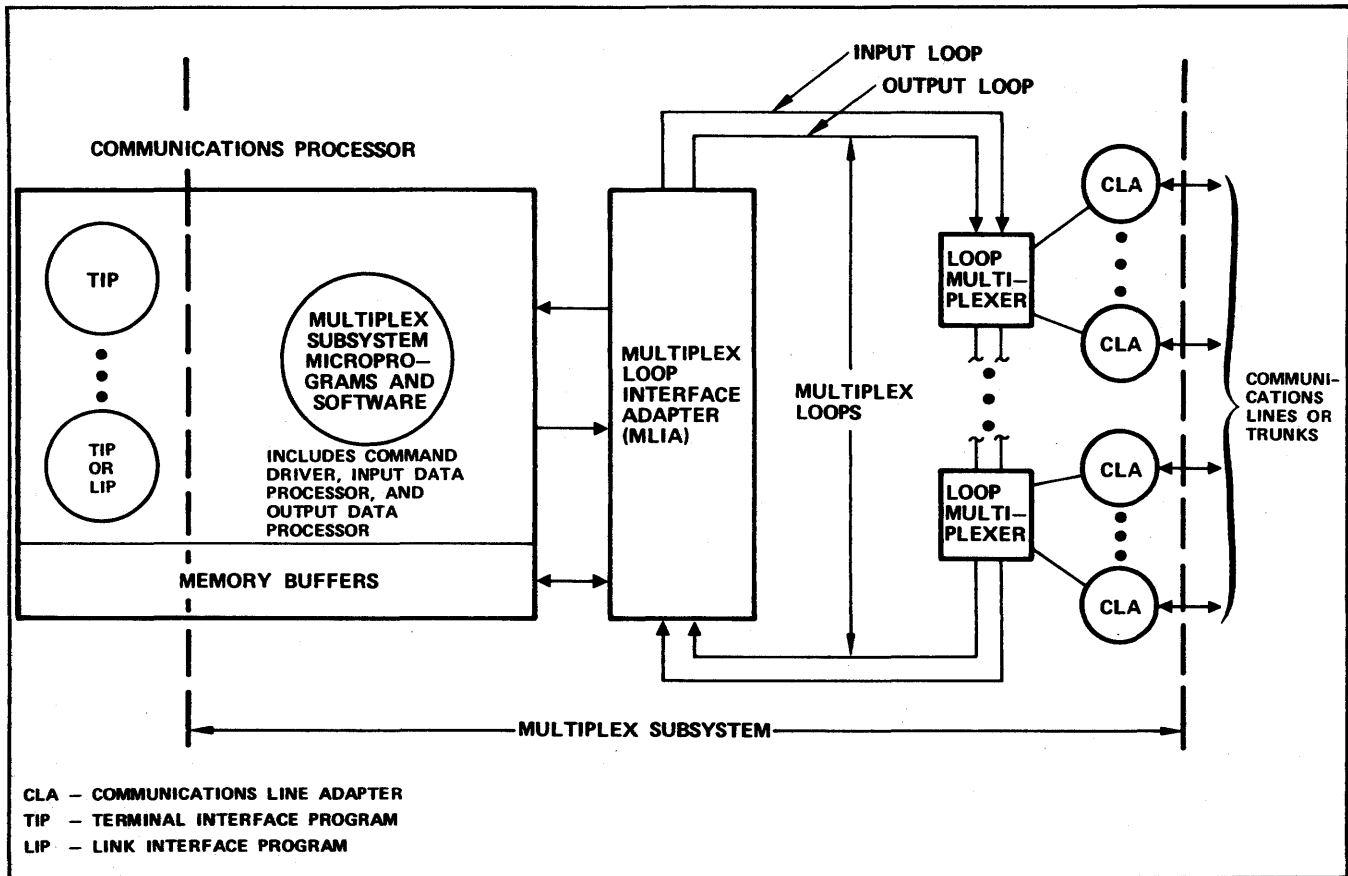 INPUT LOOP
OUTPUT LOOP
COMMUNICATIONS PROCESSOR
TIP
TIP
OR
LIP
MULTIPLEX
SUBSYSTEM
MICROPRO-
GRAMS AND
SOFTWARE
INCLUDES COMMAND
DRIVER, INPUT DATA
PROCESSOR, AND
OUTPUT DATA
PROCESSOR
MEMORY BUFFERS
MULTIPLEX
LOOP
INTERFACE
ADAPTER
(MLIA)
MULTIPLEX
LOOPS
LOOP
MULTI-
PLEXER
LOOP
MULTI-
PLEXER
CLA
CLA
CLA
CLA
COMMUNI-
CATIONS
LINES OR
TRUNKS
MULTIPLEX SUBSYSTEM
CLA – COMMUNICATIONS LINE ADAPTER
TIP – TERMINAL INTERFACE PROGRAM
LIP – LINK INTERFACE PROGRAM